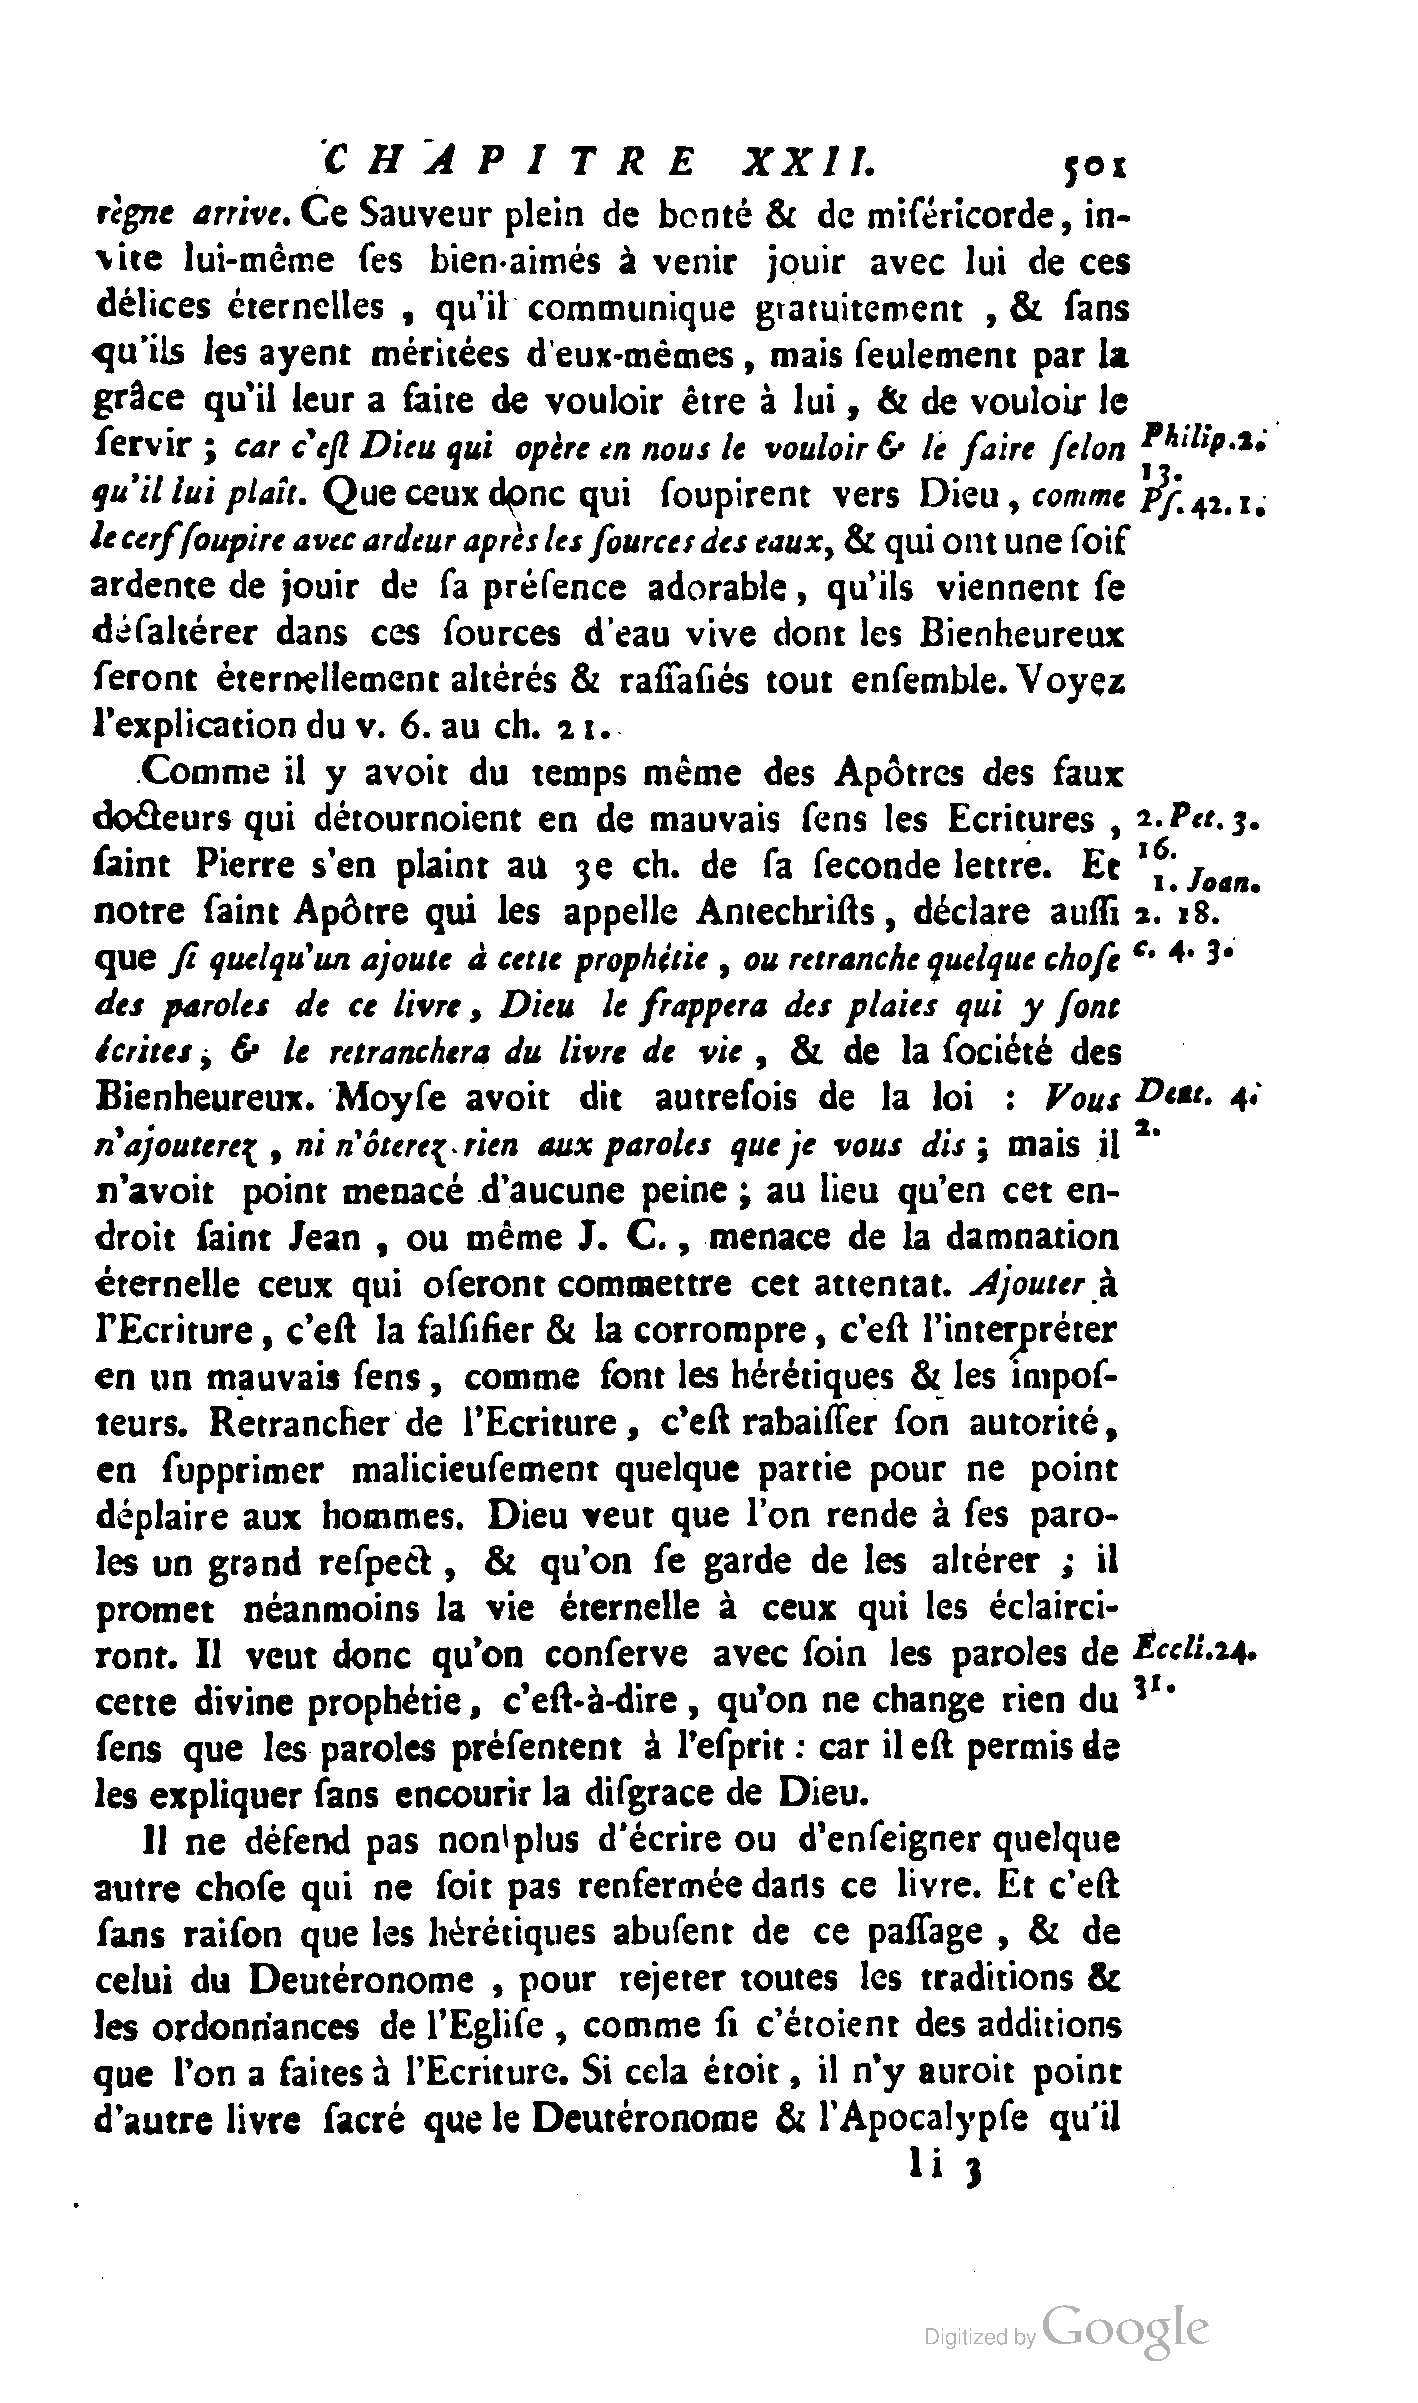 CHAPITRE XXII. 501
règne arrive. Ce Sauveur plein de bonté & de miſéricorde, in-
vite lui-même ſes bien-aimés à venir jouir avec lui de ces
délices éternelles, qu'il communique gratuitement, & ſans
qu'ils les ayent méritées d'eux-mêmes, mais ſeulement par la
grâce qu'il leur a faite de vouloir être à lui, & de vouloir le
ſervir; car c'eſt Dieu qui opère en nous le vouloir & le faire ſelon
Philip. 2.
13.
qu'il lui plaît. Que ceux donc qui ſoupirent vers Dieu, comme
Pſ. 42. 1.
le cerf ſoupire avec ardeur après les ſources des eaux, & qui ont une ſoif
ardente de jouir de ſa préſence adorable, qu'ils viennent ſe
déſaltérer dans ces ſources d'eau vive dont les Bienheureux
ſeront éternellement altérés & raſſaſiés tout enſemble. Voyez
l'explication du v. 6. au ch. 21.
Comme il y avoit du temps même des Apôtres des faux
docteurs qui détournoient en de mauvais ſens les Ecritures,
2. Pet. 3.
16.
ſaint Pierre s'en plaint au 3e ch. de ſa ſeconde lettre. Et
1. Joan.
notre ſaint Apôtre qui les appelle Antechriſts, déclare auſſi
2. 18.
que ſi quelqu'un ajoute à cette prophétie, ou retranche quelque choſe
c. 4. 3.
des paroles de ce livre, Dieu le frappera des plaies qui y ſont
écrites, & le retranchera du livre de vie, & de la ſociété des
Bienheureux. Moyſe avoit dit autrefois de la loi : Vous
Deut. 4.
n'ajouterez, ni n'ôterez rien aux paroles que je vous dis; mais il
2.
n'avoit point menacé d'aucune peine; au lieu qu'en cet en-
droit ſaint Jean, ou même J. C., menace de la damnation
éternelle ceux qui oſeront commettre cet attentat. Ajouter à
l'Ecriture, c'eſt la falſifier & la corrompre, c'eſt l'interpréter
en un mauvais ſens, comme font les hérétiques & les impoſ-
teurs. Retrancher de l'Ecriture, c'eſt rabaiſſer ſon autorité,
en ſupprimer malicieuſement quelque partie pour ne point
déplaire aux hommes. Dieu veut que l'on rende à ſes paro-
les un grand reſpect, & qu'on ſe garde de les altérer; il
promet néanmoins la vie éternelle à ceux qui les éclairci-
ront. Il veut donc qu'on conſerve avec ſoin les paroles de
Eccli. 24.
31.
cette divine prophétie, c'eſt-à-dire, qu'on ne change rien du
ſens que les paroles préſentent à l'eſprit : car il eſt permis de
les expliquer ſans encourir la diſgrace de Dieu.
Il ne défend pas non plus d'écrire ou d'enſeigner quelque
autre choſe qui ne ſoit pas renfermée dans ce livre. Et c'eſt
ſans raiſon que les hérétiques abuſent de ce paſſage, & de
celui du Deutéronome, pour rejeter toutes les traditions &
les ordonnances de l'Egliſe, comme ſi c'étoient des additions
que l'on a faites à l'Ecriture. Si cela étoit, il n'y auroit point
d'autre livre ſacré que le Deutéronome & l'Apocalypſe qu'il
Ii 3
Digitized by Google